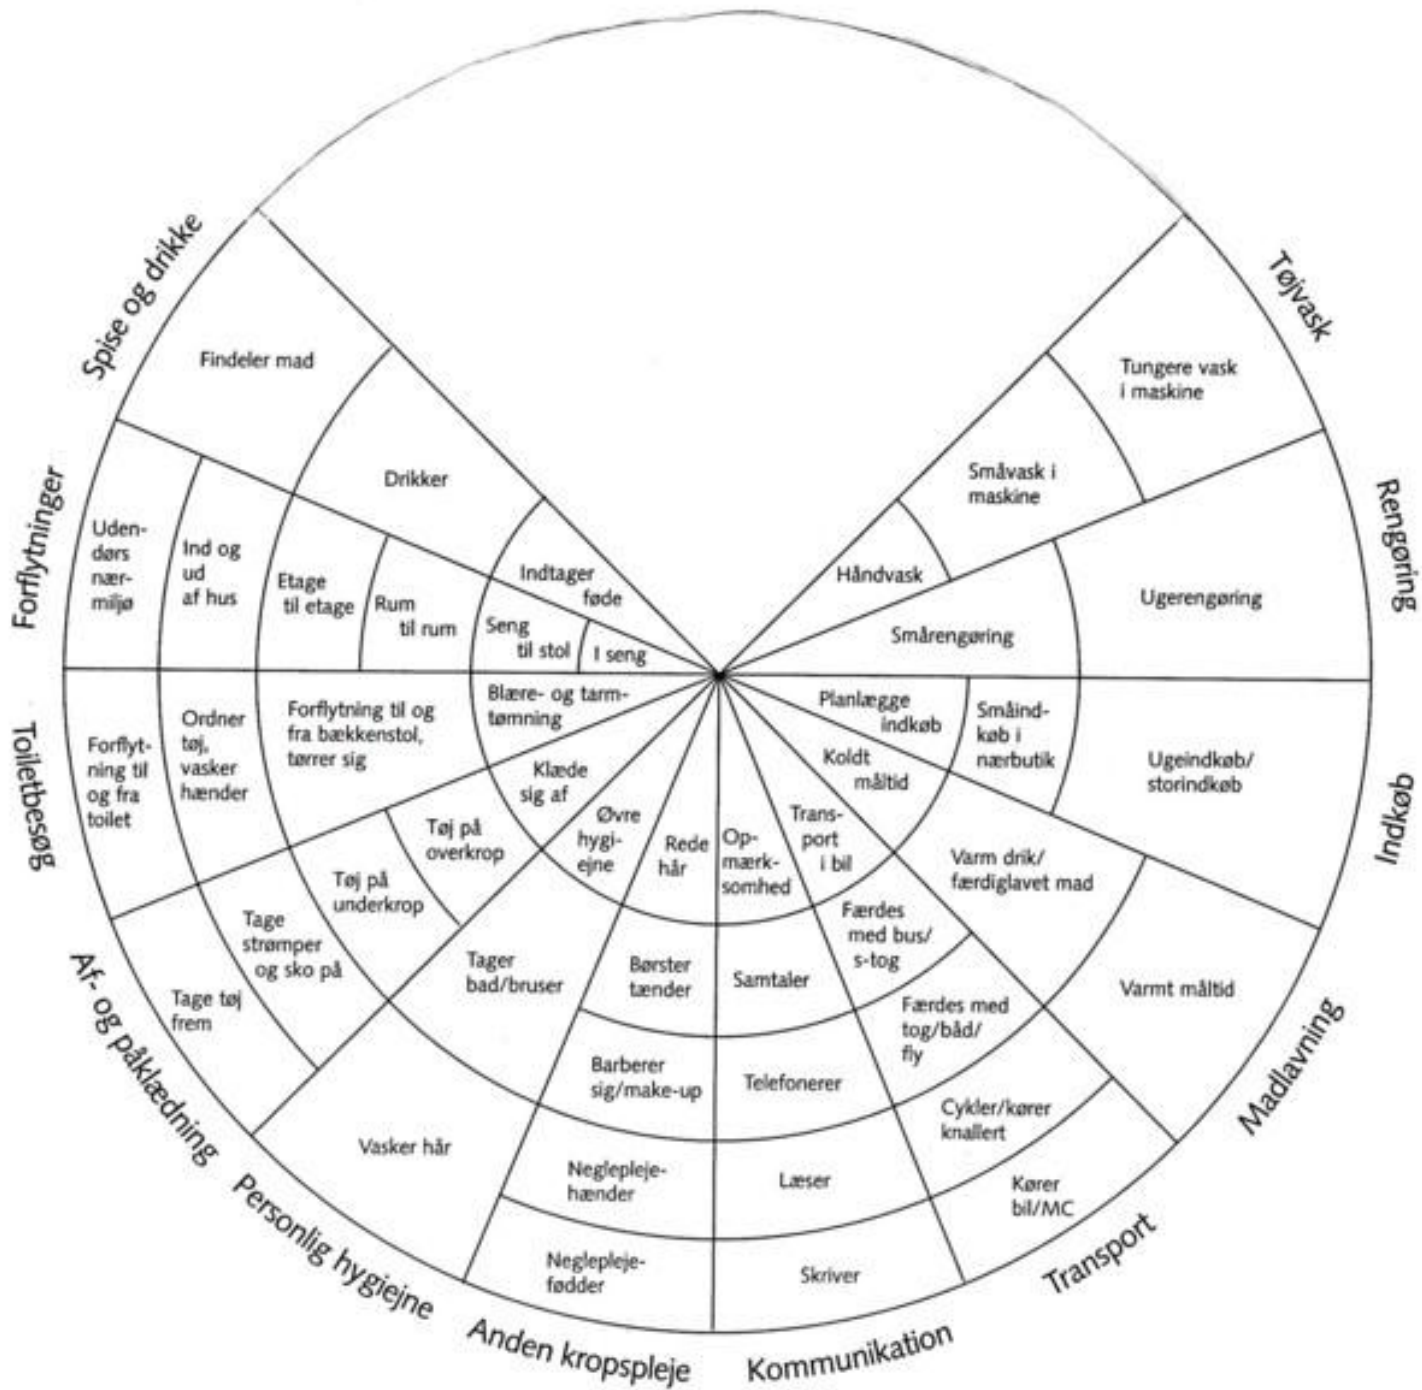 Spise og drikke
Findeler mad
Drikker
Indtager
føde
Forflytninger
Uden-
dørs
nær-
miljø
Ind og
ud
af hus
Etage
til etage
Rum
til rum
Seng
til stol
I seng
Toiletbesøg
Forflyt-
ning til
og fra
toilet
Ordner
tøj,
vasker
hænder
Forflytning til og
fra bækkenstol,
tørrer sig
Blære- og tarm-
tømning
Af- og påklædning
Tage tøj
frem
Tage
strømper
og sko på
Tøj på
underkrop
Tøj på
overkrop
Klæde
sig af
Personlig hygiejne
Vasker hår
Tager
bad/bruser
Øvre
hygi-
ejne
Anden kropspleje
Neglepleje-
fødder
Neglepleje-
hænder
Barberer
sig/make-up
Børster
tænder
Rede
hår
Kommunikation
Skriver
Læser
Telefonerer
Samtaler
Op-
mærk-
somhed
Transport
Kører
bil/MC
Cykler/kører
knallert
Færdes med
tog/båd/
fly
Færdes
med bus/
s-tog
Trans-
port
i bil
Madlavning
Varmt måltid
Varm drik/
færdiglavet mad
Koldt
måltid
Indkøb
Ugeindkøb/
storindkøb
Småind-
køb i
nærbutik
Planlægge
indkøb
Rengøring
Ugerengøring
Smårengøring
Tøjvask
Tungere vask
i maskine
Småvask i
maskine
Håndvask